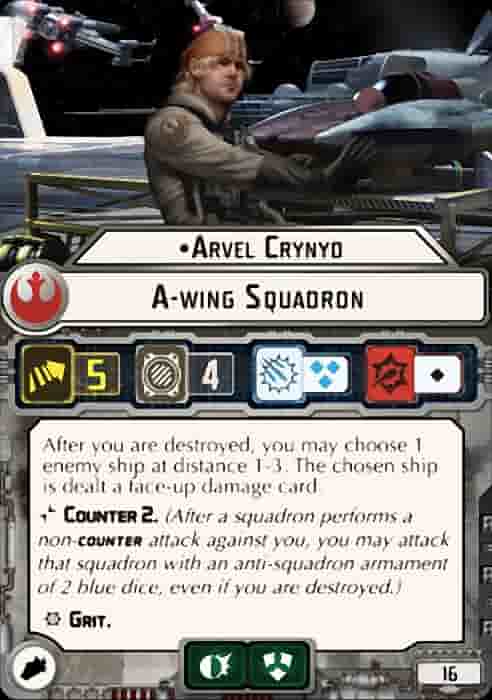 •Arvel Crynyd
A-wing Squadron
5 4
After you are destroyed, you may choose 1
enemy ship at distance 1-3. The chosen ship
is dealt a face-up damage card.
Counter 2. (After a squadron performs a
non-counter attack against you, you may attack
that squadron with an anti-squadron armament
of 2 blue dice, even if you are destroyed.)
Grit.
16